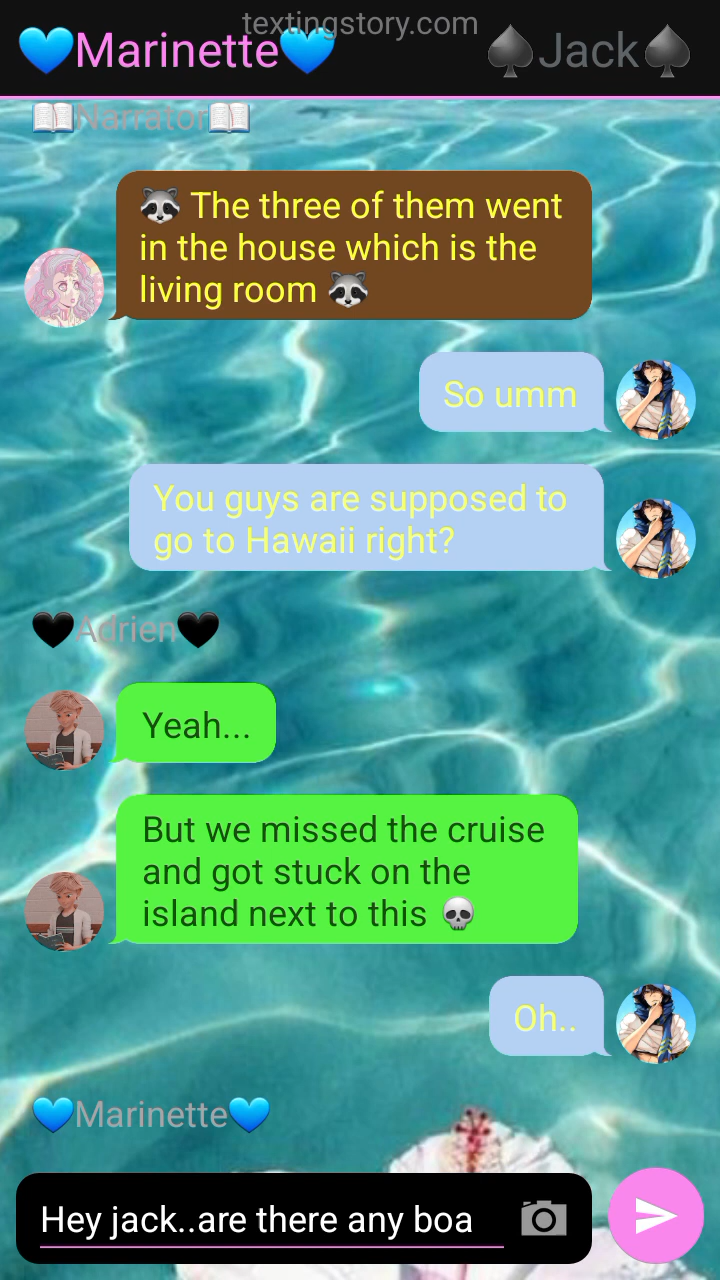 textingstory.com
💙Marinette💙 ♠️Jack♠️
📖Narrator📖
🦝 The three of them went
in the house which is the
living room 🦝
So umm
You guys are supposed to
go to Hawaii right?
🖤Adrien🖤
Yeah...
But we missed the cruise
and got stuck on the
island next to this 💀
Oh..
💙Marinette💙
Hey jack..are there any boa